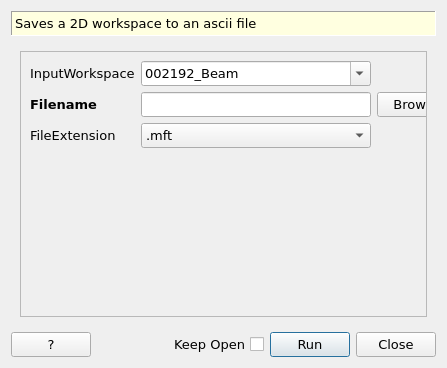 Saves a 2D workspace to an ascii file
InputWorkspace 002192_Beam
Filename Brow
FileExtension .mft
? Keep Open Run Close